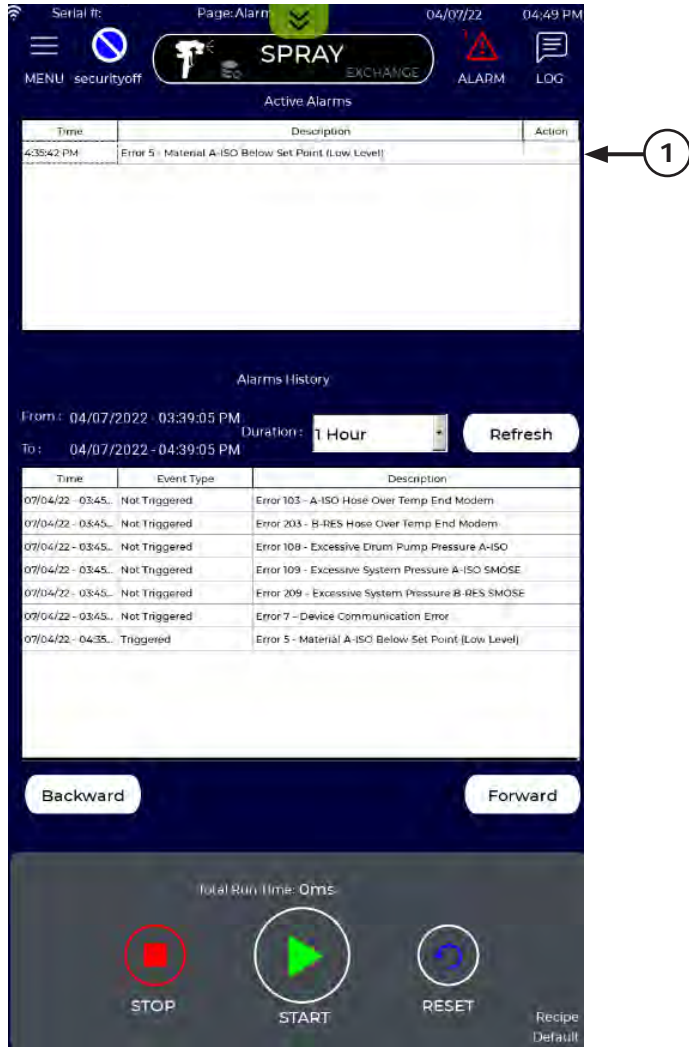 Serial #: Page:Alarm 04/07/22 04:49 PM
MENU securityoff SPRAY EXCHANGE ALARM LOG
Active Alarms
Time Description Action
4:35:42 PM Error 5 - Material A-ISO Below Set Point (Low Level)
1
Alarms History
From: 04/07/2022 - 03:39:05 PM
Duration: 1 Hour Refresh
To: 04/07/2022 - 04:39:05 PM
Time Event Type Description
07/04/22 - 03:45... Not Triggered Error 103 - A-ISO Hose Over Temp End Modem
07/04/22 - 03:45... Not Triggered Error 203 - B-RES Hose Over Temp End Modem
07/04/22 - 03:45... Not Triggered Error 108 - Excessive Drum Pump Pressure A-ISO
07/04/22 - 03:45... Not Triggered Error 109 - Excessive System Pressure A-ISO SMOSE
07/04/22 - 03:45... Not Triggered Error 209 - Excessive System Pressure B-RES SMOSE
07/04/22 - 03:45... Not Triggered Error 7 - Device Communication Error
07/04/22 - 04:35... Triggered Error 5 - Material A-ISO Below Set Point (Low Level)
Backward Forward
Total Run Time: 0ms
STOP START RESET
Recipe
Default